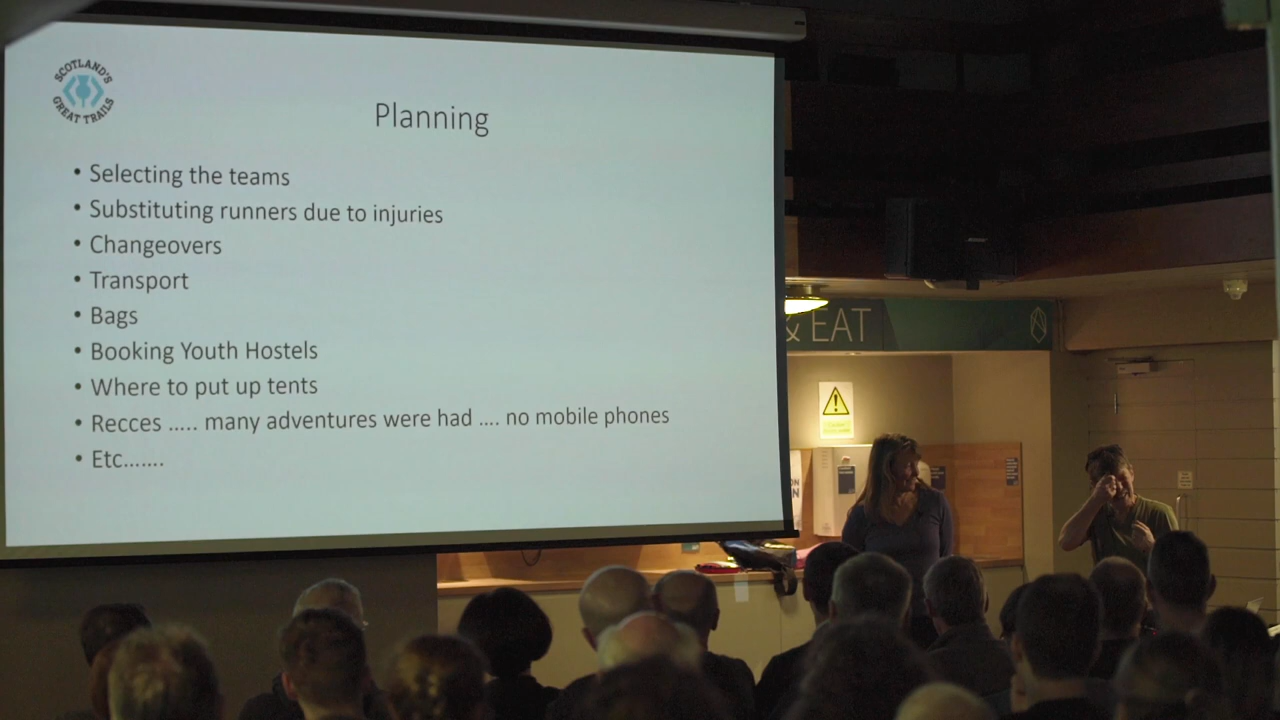 SCOTLAND'S
GREAT TRAILS
Planning
• Selecting the teams
• Substituting runners due to injuries
• Changeovers
• Transport
• Bags
• Booking Youth Hostels
• Where to put up tents
• Recces ..... many adventures were had .... no mobile phones
• Etc.......
& EAT